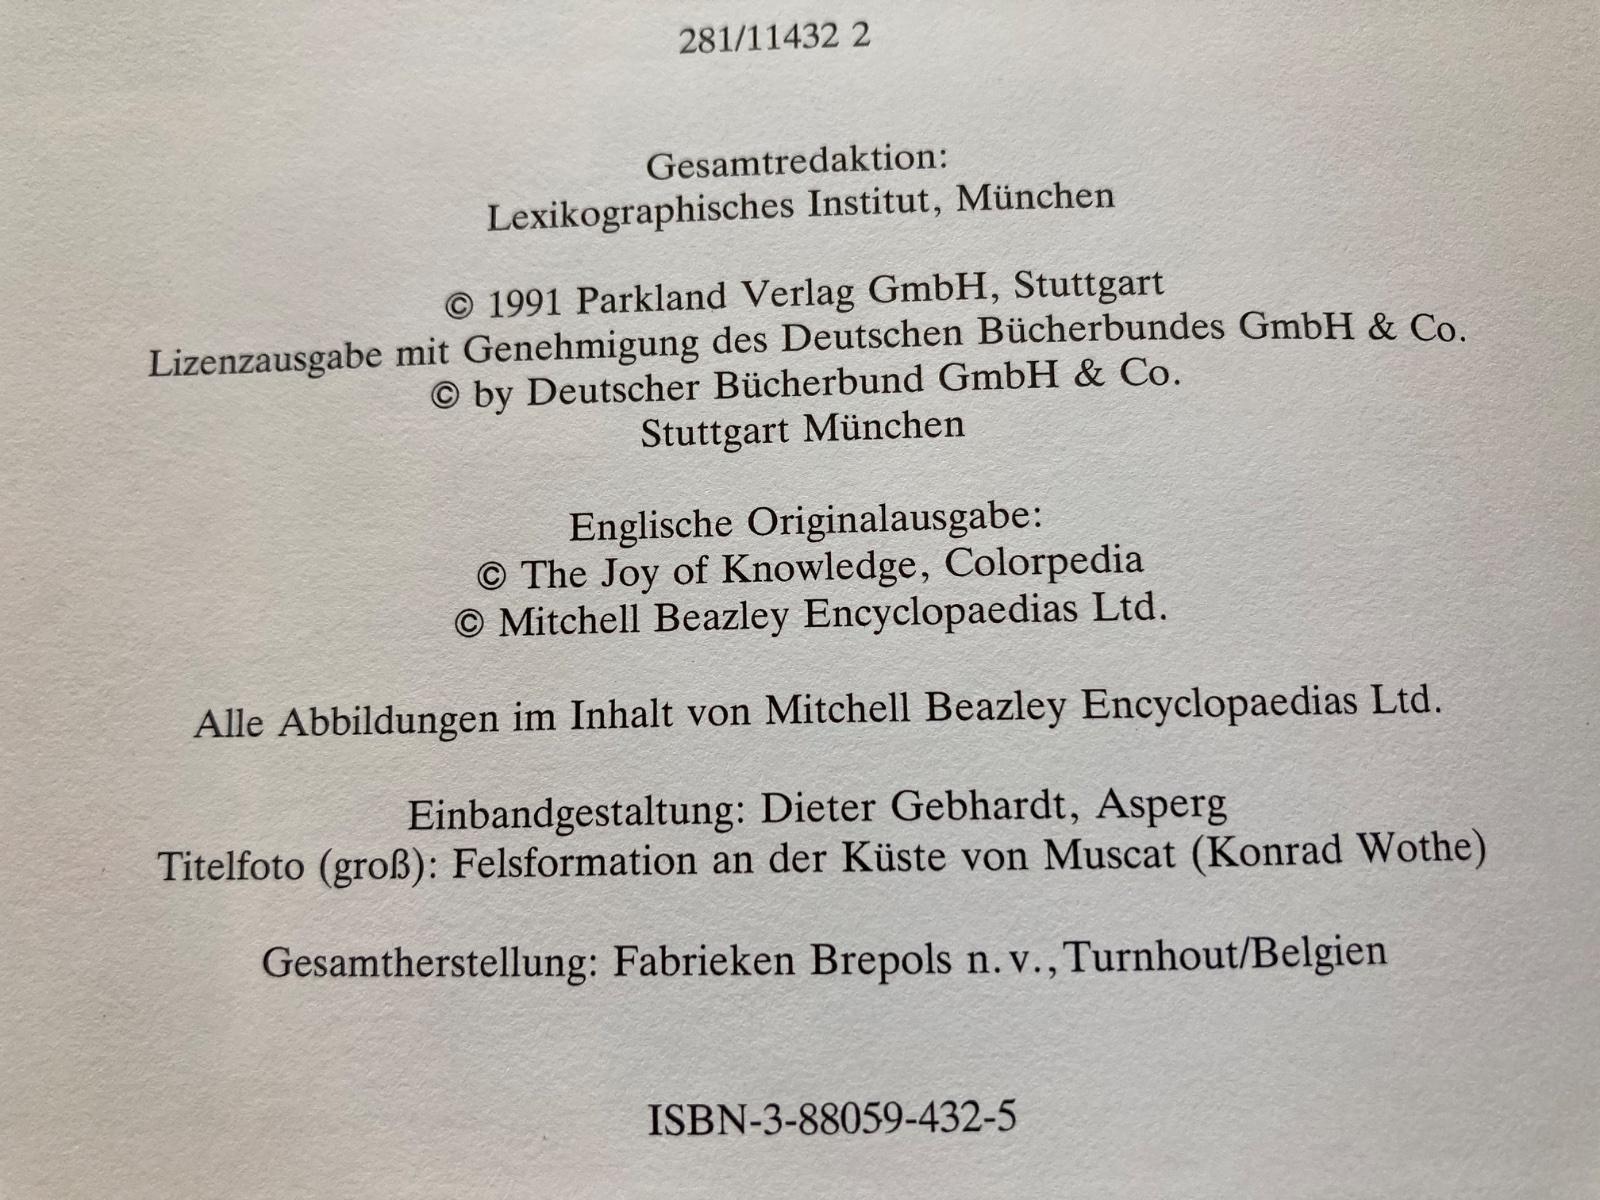 281/11432 2
Gesamtredaktion:
Lexikographisches Institut, München
© 1991 Parkland Verlag GmbH, Stuttgart
Lizenzausgabe mit Genehmigung des Deutschen Bücherbundes GmbH & Co.
© by Deutscher Bücherbund GmbH & Co.
Stuttgart München
Englische Originalausgabe:
© The Joy of Knowledge, Colorpedia
© Mitchell Beazley Encyclopaedias Ltd.
Alle Abbildungen im Inhalt von Mitchell Beazley Encyclopaedias Ltd.
Einbandgestaltung: Dieter Gebhardt, Asperg
Titelfoto (groß): Felsformation an der Küste von Muscat (Konrad Wothe)
Gesamtherstellung: Fabrieken Brepols n. v., Turnhout/Belgien
ISBN-3-88059-432-5